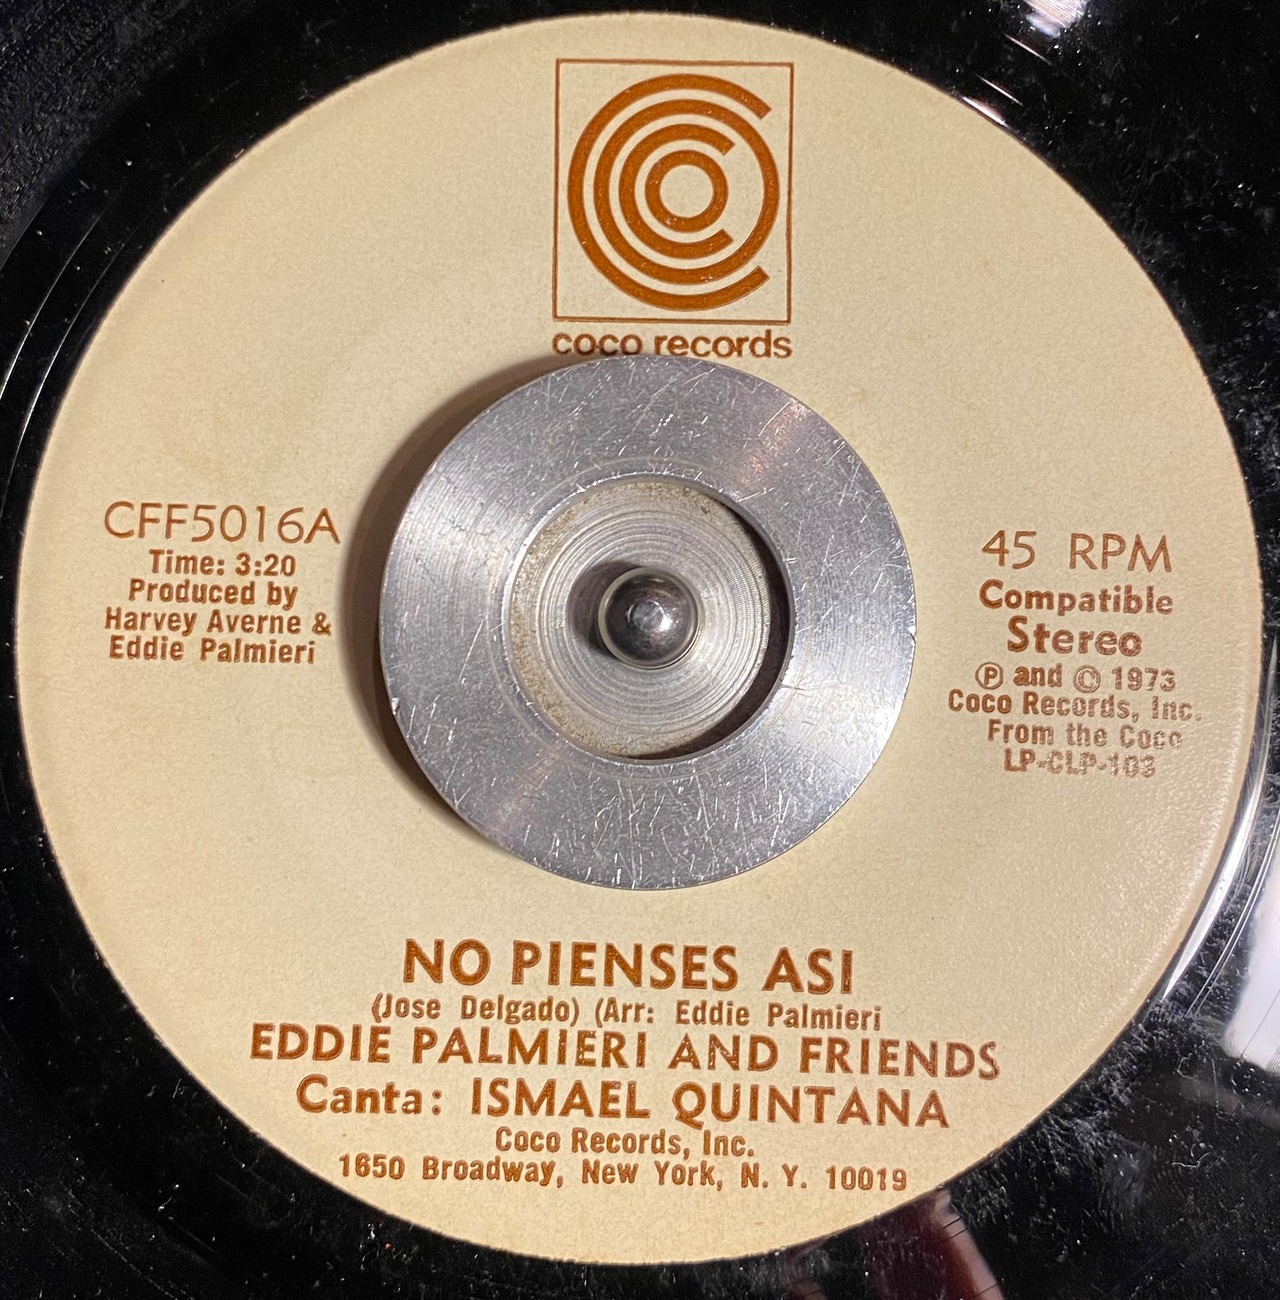 coco records
CFF5016A
Time: 3:20
Produced by
Harvey Averne &
Eddie Palmieri
45 RPM
Compatible
Stereo
Ⓟ and © 1973
Coco Records, Inc.
From the Coco
LP-CLP-103
NO PIENSES ASI
(Jose Delgado) (Arr: Eddie Palmieri
EDDIE PALMIERI AND FRIENDS
Canta: ISMAEL QUINTANA
Coco Records, Inc.
1650 Broadway, New York, N. Y. 10019